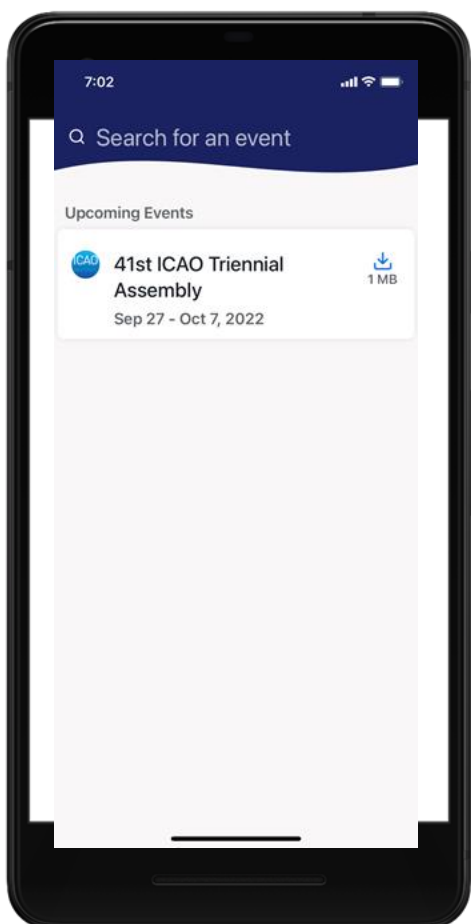 7:02
Search for an event
Upcoming Events
ICAO
41st ICAO Triennial
Assembly
1 MB
Sep 27 - Oct 7, 2022